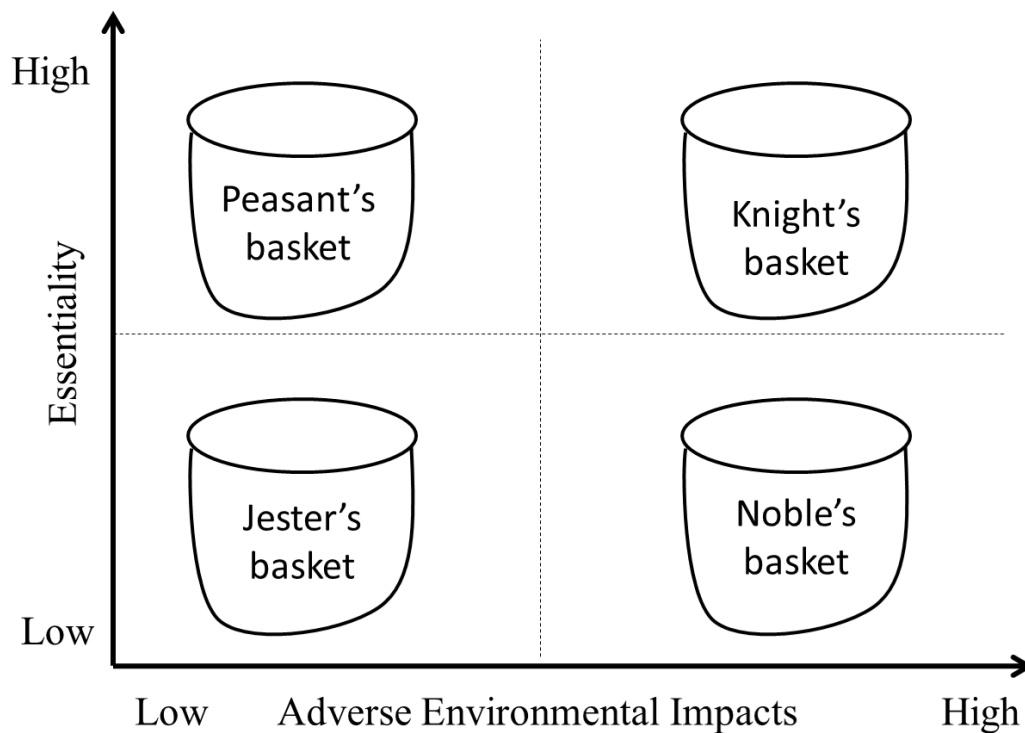 High
Peasant’s
basket
Knight’s
basket
Essentiality
Jester’s
basket
Noble’s
basket
Low
Low Adverse Environmental Impacts High